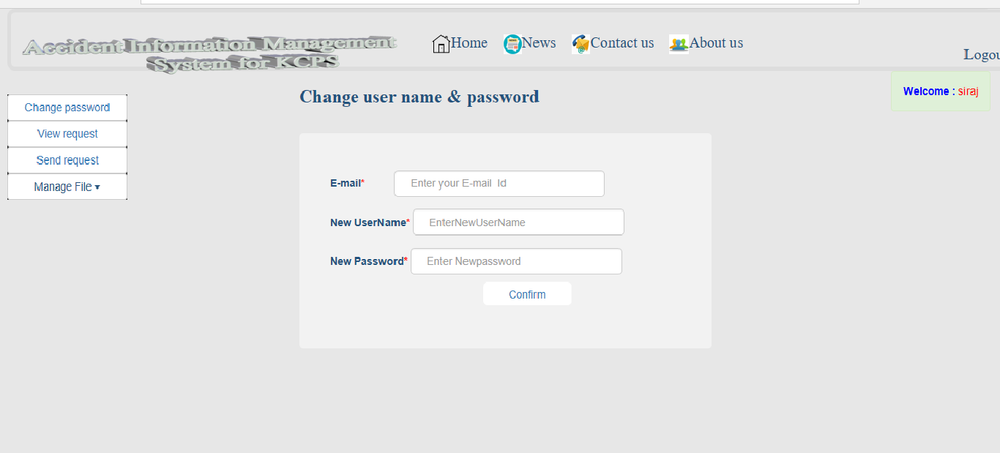 Accident Information Management
System for KCPS
Home News Contact us About us
Logou
Welcome : siraj
Change password
View request
Send request
Manage File
Change user name & password
E-mail* Enter your E-mail Id
New UserName* EnterNewUserName
New Password* Enter Newpassword
Confirm